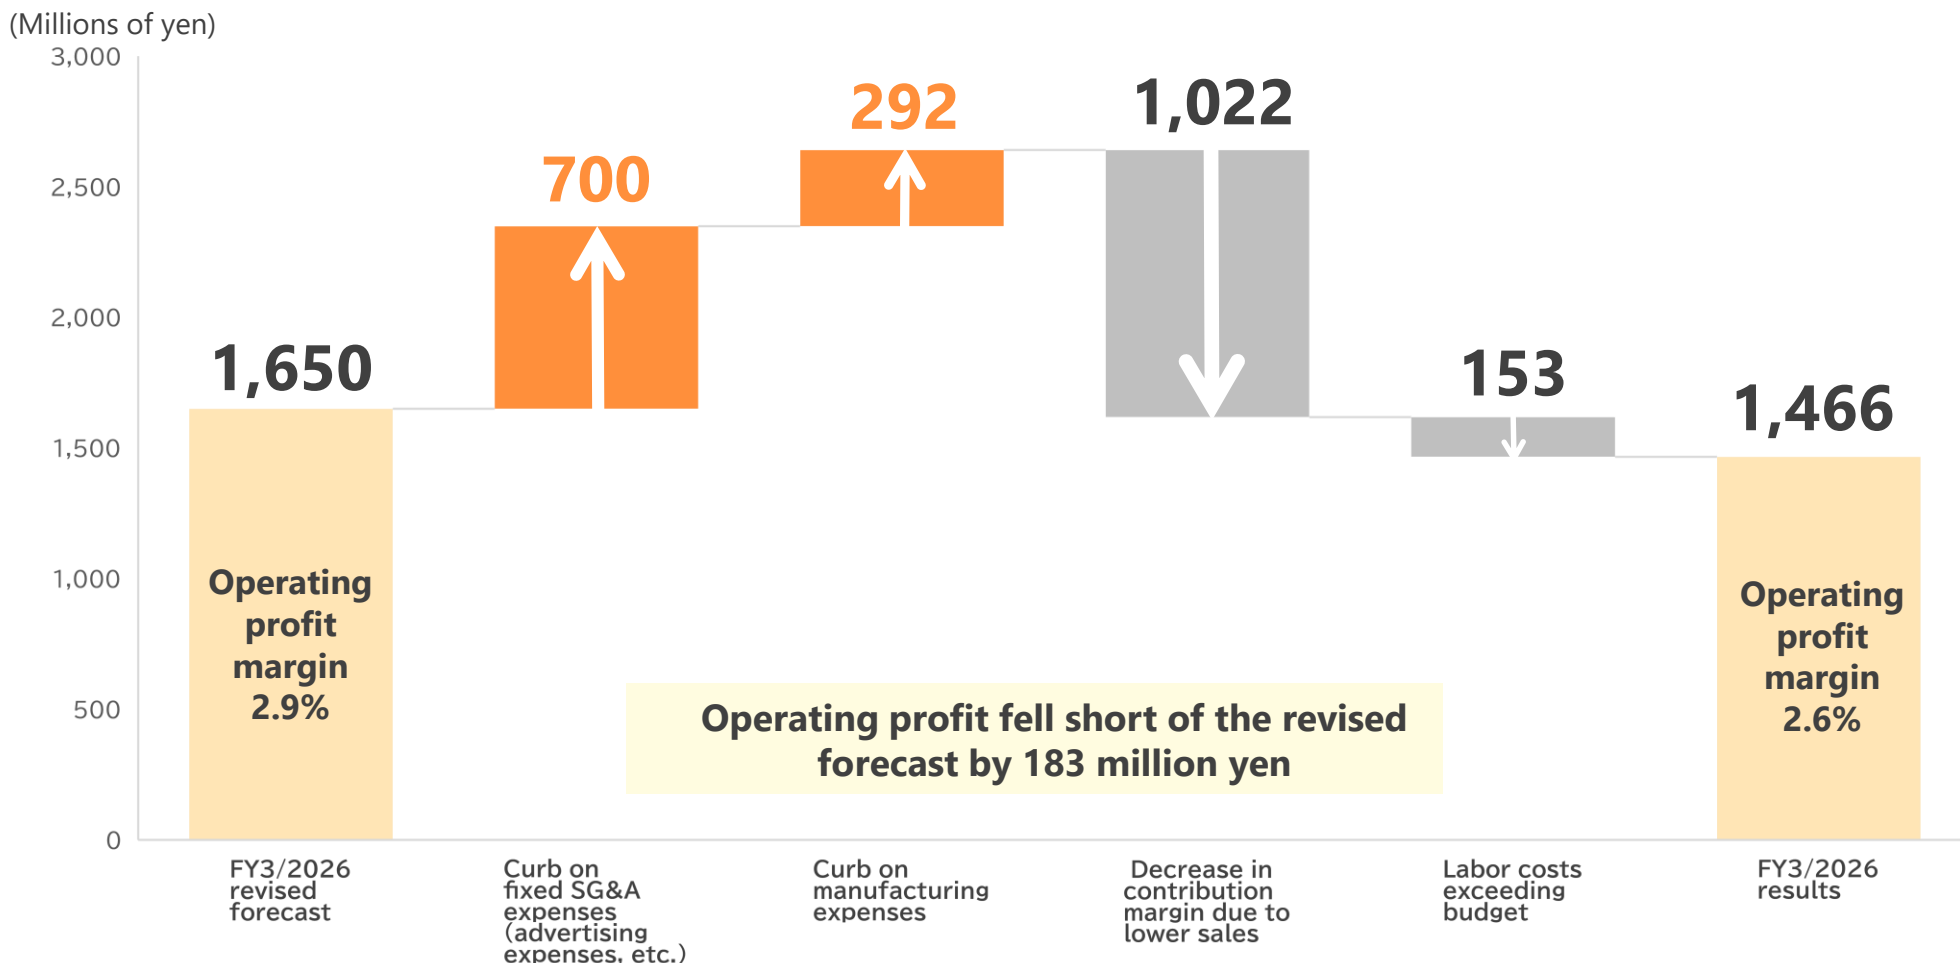 (Millions of yen)
3,000
2,500
2,000
1,500
1,000
500
0
1,650
700
292
1,022
153
1,466
Operating
profit
margin
2.9%
Operating
profit
margin
2.6%
Operating profit fell short of the revised
forecast by 183 million yen
FY3/2026
revised
forecast
Curb on
fixed SG&A
expenses
(advertising
expenses, etc.)
Curb on
manufacturing
expenses
Decrease in
contribution
margin due to
lower sales
Labor costs
exceeding
budget
FY3/2026
results